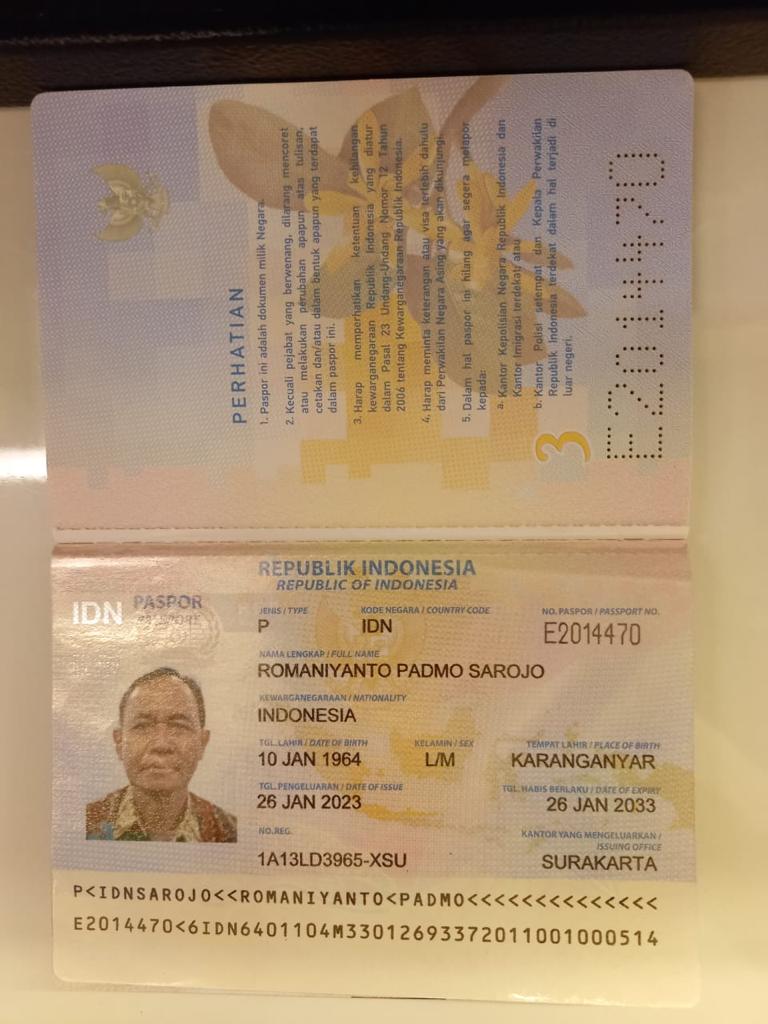 PERHATIAN
1. Paspor ini adalah dokumen milik Negara.
2. Kecuali pejabat yang berwenang, dilarang mencoret
atau melakukan perubahan apapun atas tulisan,
cetakan dan/atau dalam bentuk apapun yang terdapat
dalam paspor ini.
3. Harap memperhatikan ketentuan kehilangan
kewarganegaraan Republik Indonesia yang diatur
dalam Pasal 23 Undang-Undang Nomor 12 Tahun
2006 tentang Kewarganegaraan Republik Indonesia.
4. Harap meminta keterangan atau visa terlebih dahulu
dari Perwakilan Negara Asing yang akan dikunjungi.
5. Dalam hal paspor ini hilang agar segera melapor
kepada:
a. Kantor Kepolisian Negara Republik Indonesia dan
Kantor Imigrasi terdekat; atau
b. Kantor Polisi setempat dan Kepala Perwakilan
Republik Indonesia terdekat dalam hal terjadi di
luar negeri.
3
E2014470
REPUBLIK INDONESIA
REPUBLIC OF INDONESIA
IDN PASPOR
PASSPORT
JENIS / TYPE KODE NEGARA / COUNTRY CODE NO. PASPOR / PASSPORT NO.
P IDN E2014470
NAMA LENGKAP / FULL NAME
ROMANIYANTO PADMO SAROJO
KEWARGANEGARAAN / NATIONALITY
INDONESIA
TGL. LAHIR / DATE OF BIRTH KELAMIN / SEX TEMPAT LAHIR / PLACE OF BIRTH
10 JAN 1964 L/M KARANGANYAR
TGL. PENGELUARAN / DATE OF ISSUE TGL. HABIS BERLAKU / DATE OF EXPIRY
26 JAN 2023 26 JAN 2033
NO. REG. KANTOR YANG MENGELUARKAN /
ISSUING OFFICE
1A13LD3965-XSU SURAKARTA
P<IDNSAROJO<<ROMANIYANTO<PADMO<<<<<<<<<<<<<<
E2014470<6IDN6401104M33012693372011001000514